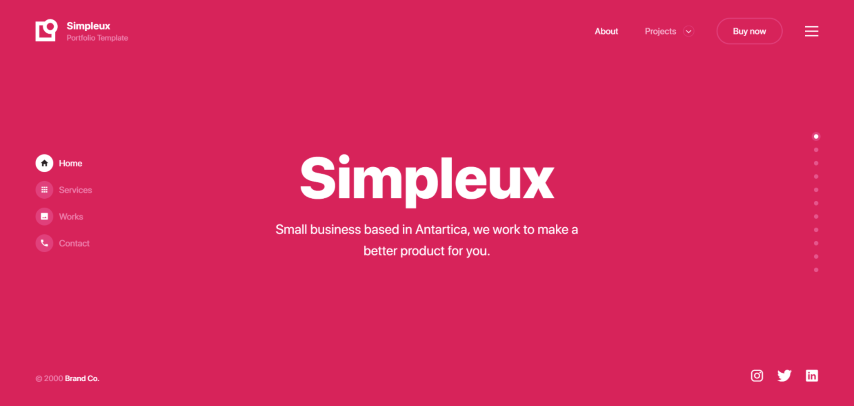 Simpleux
Portfolio Template
About
Projects
Buy now
Home
Services
Works
Contact
Simpleux
Small business based in Antartica, we work to make a
better product for you.
© 2000 Brand Co.